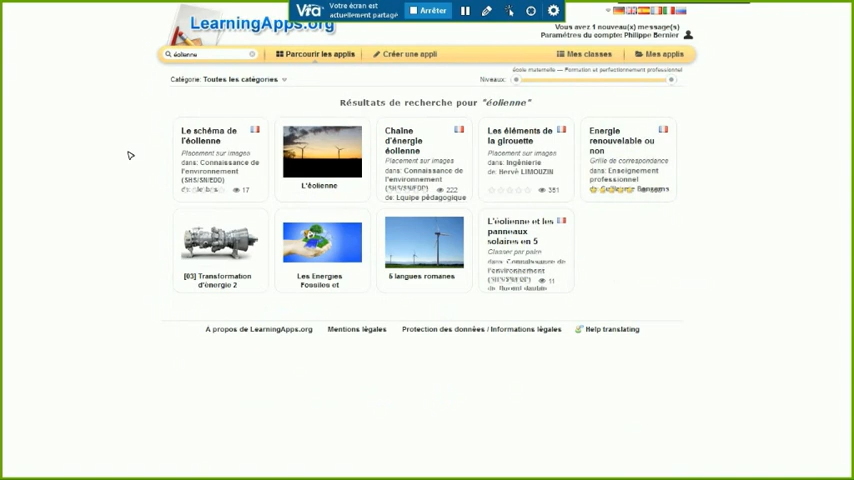 LearningApps.org
Via
Votre écran est
actuellement partagé
Arrêter
Vous avez 1 nouveau(x) message(s)
Paramètres du compte: Philippe Bernier
éolienne
Parcourir les applis
Créer une appli
Mes classes
Mes applis
Catégorie: Toutes les catégories
Niveaux:
école maternelle — Formation et perfectionnement professionnel
Résultats de recherche pour "éolienne"
Le schéma de
l'éolienne
Placement sur images
dans: Connaissance de
l'environnement
(SHS/SN/EDD)
17
L'éolienne
Chaîne
d'énergie
éolienne
Placement sur images
dans: Connaissance de
l'environnement
222
de: Equipe pédagogique
Les éléments de
la girouette
Placement sur images
dans: Ingénierie
de: Hervé LIMOUZIN
351
Energie
renouvelable ou
non
Grille de correspondance
dans: Enseignement
professionnel
[03] Transformation
d'énergie 2
Les Energies
Fossiles et
5 langues romanes
L'éolienne et les
panneaux
solaires en 5
Classer par paire
dans: Connaissance de
l'environnement
11
A propos de LearningApps.org
Mentions légales
Protection des données / Informations légales
Help translating